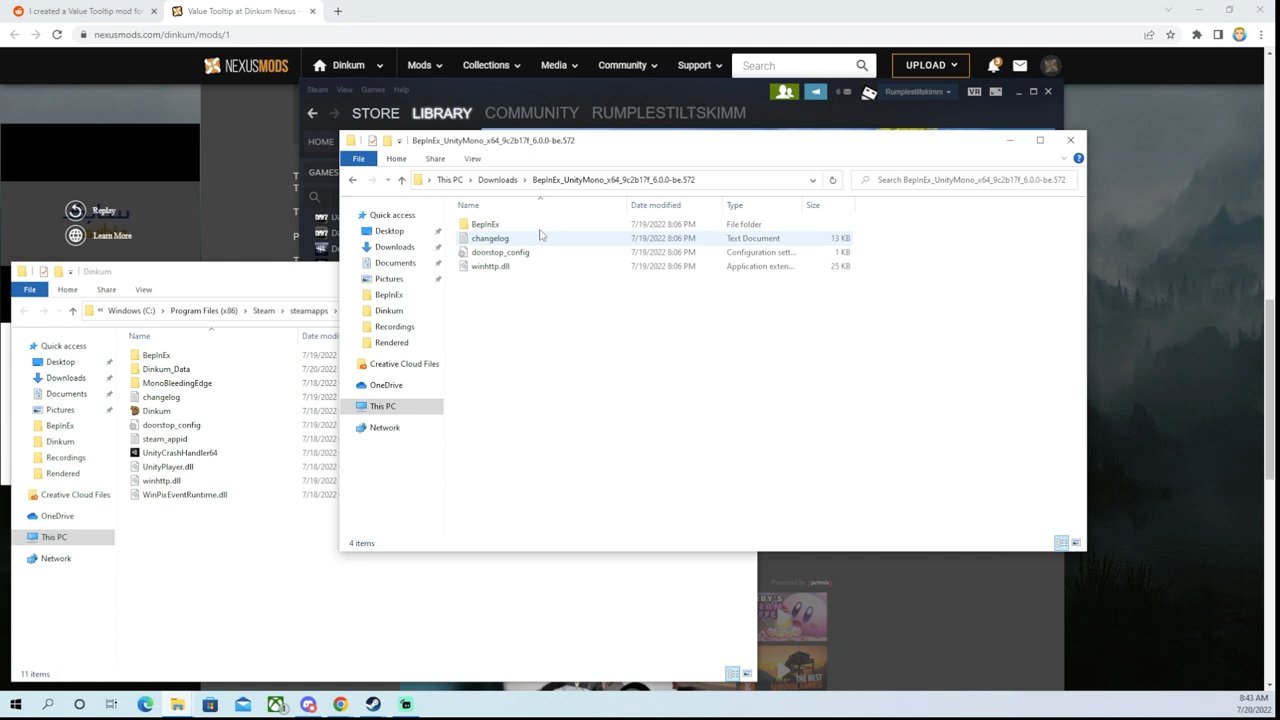 I created a Value Tooltip mod fo
Value Tooltip at Dinkum Nexus -
nexusmods.com/dinkum/mods/1
NEXUSMODS
Dinkum
Mods
Collections
Media
Community
Support
Search
UPLOAD
Steam View Games Help
6
Rumplestiltskimm
VR
STORE LIBRARY COMMUNITY RUMPLESTILTSKIMM
HOME
GAMES
BepInEx_UnityMono_x64_9c2b17f_6.0.0-be.572
File Home Share View
This PC > Downloads > BepInEx_UnityMono_x64_9c2b17f_6.0.0-be.572
Search BepInEx_UnityMono_x64_9c2b17f_6.0.0-be.572
Name Date modified Type Size
Quick access
Desktop
Downloads
Documents
Pictures
BepInEx
Dinkum
Recordings
Rendered
Creative Cloud Files
OneDrive
This PC
Network
BepInEx 7/19/2022 8:06 PM File folder
changelog 7/19/2022 8:06 PM Text Document 13 KB
doorstop_config 7/19/2022 8:06 PM Configuration sett... 1 KB
winhttp.dll 7/19/2022 8:06 PM Application exten... 25 KB
4 items
Replay
Learn More
Dinkum
File Home Share View
« Windows (C:) > Program Files (x86) > Steam > steamapps >
Name Date modi
Quick access
Desktop
Downloads
Documents
Pictures
BepInEx
Dinkum
Recordings
Rendered
Creative Cloud Files
OneDrive
This PC
Network
BepInEx 7/19/2022
Dinkum_Data 7/20/2022
MonoBleedingEdge 7/18/2022
changelog 7/19/2022
Dinkum 7/18/2022
doorstop_config 7/19/2022
steam_appid 7/18/2022
UnityCrashHandler64 7/18/2022
UnityPlayer.dll 7/18/2022
winhttp.dll 7/19/2022
WinPixEventRuntime.dll 7/18/2022
11 items
Powered by
8:43 AM
7/20/2022